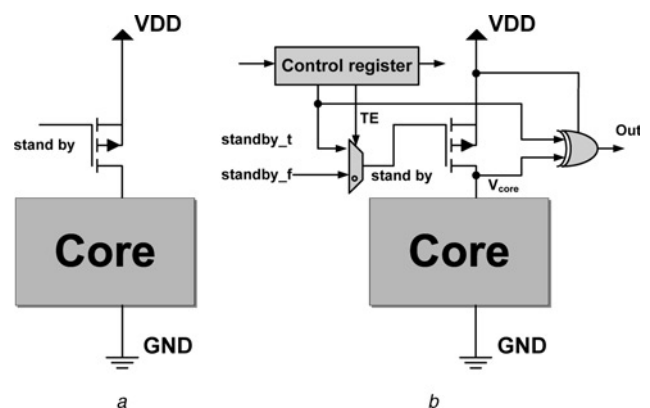 VDD
stand by
Core
GND
a
VDD
Control register
TE
standby_t
standby_f
stand by
Vcore
Out
Core
GND
b